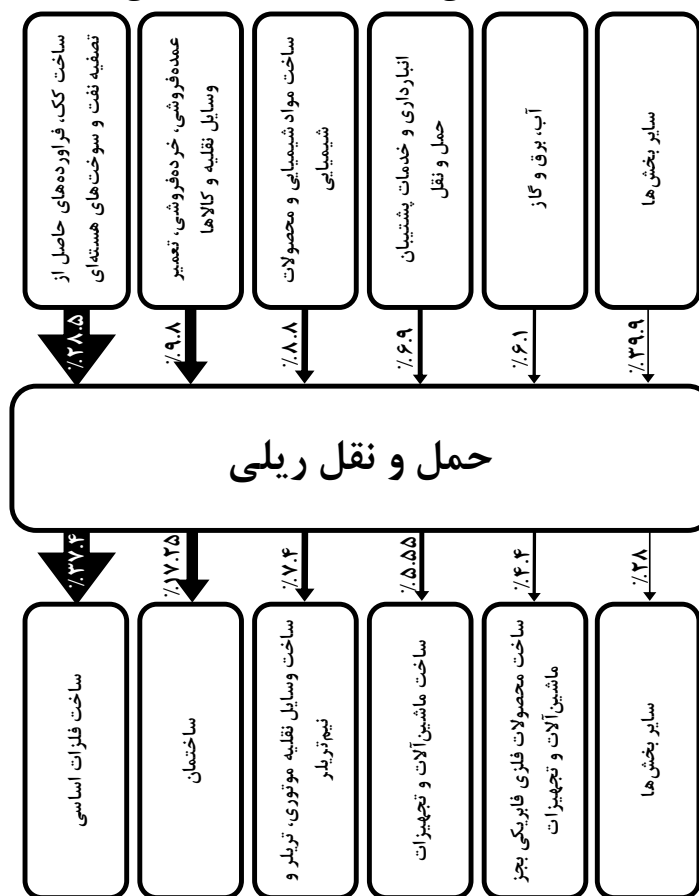 ساخت کک، فراورده‌های حاصل از
تصفیه نفت و سوخت‌های هسته‌ای
عمده‌فروشی، خرده‌فروشی، تعمیر
وسایل نقلیه و کالاها
ساخت مواد شیمیایی و محصولات
شیمیایی
انبارداری و خدمات پشتیبان
حمل و نقل
آب، برق و گاز
سایر بخش‌ها
٪۲۸.۵
٪۹.۸
٪۸.۸
٪۶.۹
٪۶.۱
٪۳۹.۹
حمل و نقل ریلی
٪۳۷.۴
٪۱۷.۲۵
٪۷.۴
٪۵.۵۵
٪۴.۴
٪۲۸
ساخت فلزات اساسی
ساختمان
ساخت وسایل نقلیه موتوری، تریلر و
نیم‌تریلر
ساخت ماشین‌آلات و تجهیزات
ساخت محصولات فلزی فابریکی بجز
ماشین‌آلات و تجهیزات
سایر بخش‌ها